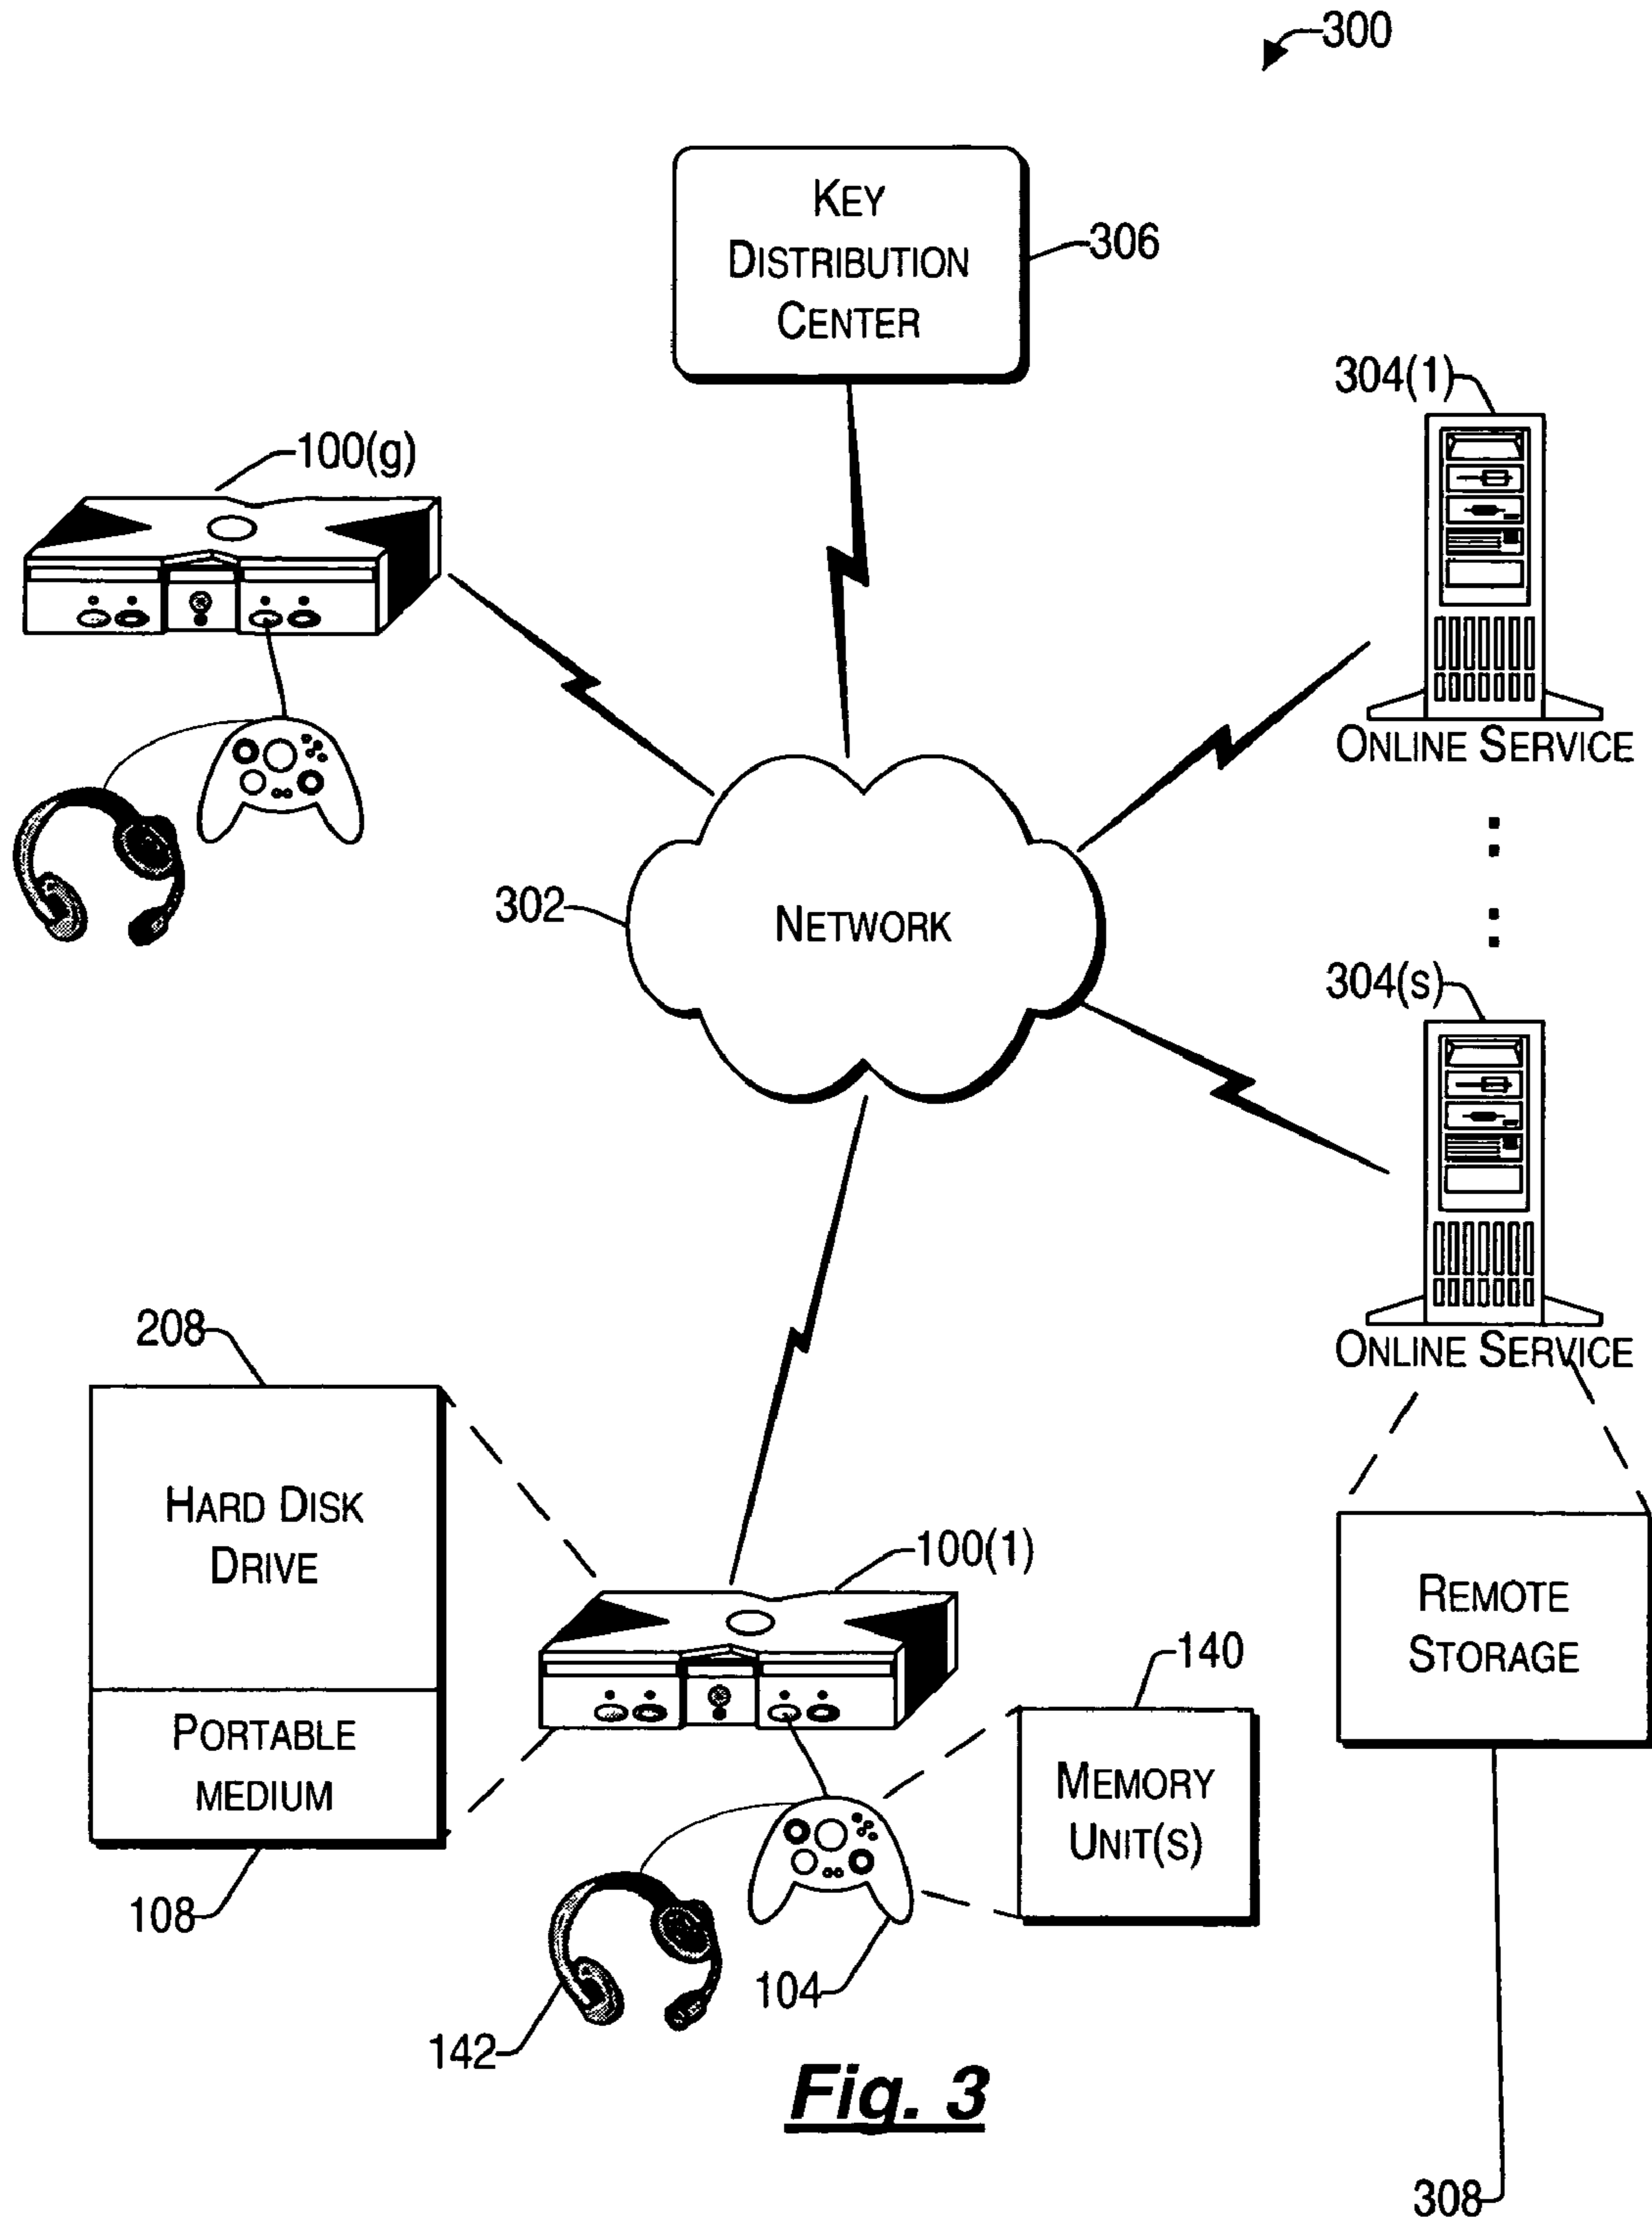 300
KEY
DISTRIBUTION
CENTER
306
304(1)
100(g)
ONLINE SERVICE
302
NETWORK
304(s)
208
ONLINE SERVICE
HARD DISK
DRIVE
100(1)
REMOTE
STORAGE
140
PORTABLE
MEDIUM
MEMORY
UNIT(S)
108
104
142
Fig. 3
308